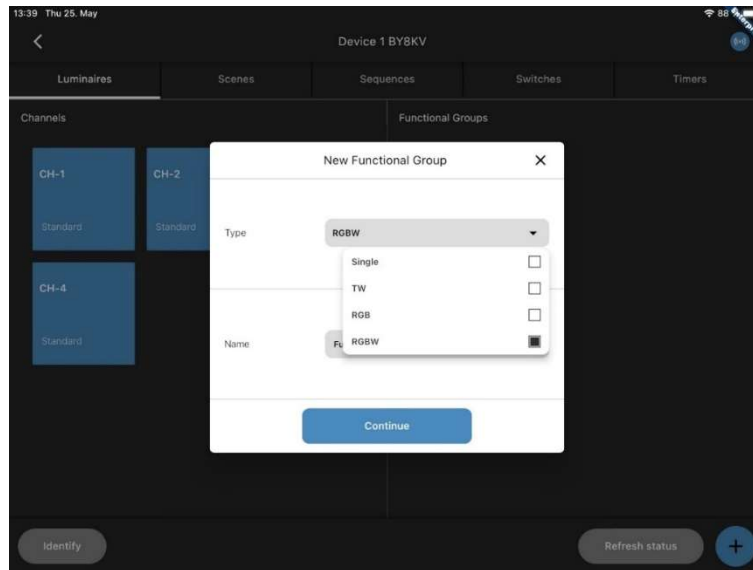 13:39 Thu 25. May
88
Device 1 BY8KV
Luminaires
Scenes
Sequences
Switches
Timers
Channels
Functional Groups
CH-1
Standard
CH-2
Standard
CH-4
Standard
New Functional Group
Type
RGBW
Single
TW
RGB
RGBW
Name
Fu
Continue
Identify
Refresh status